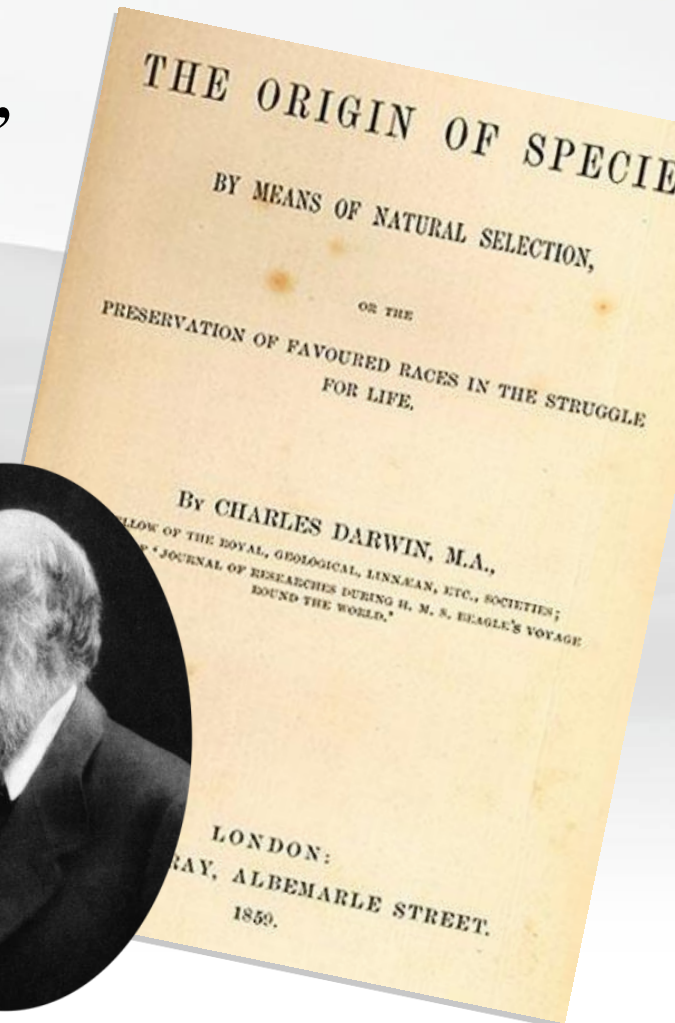 ’
THE ORIGIN OF SPECIE
BY MEANS OF NATURAL SELECTION,
OR THE
PRESERVATION OF FAVOURED RACES IN THE STRUGGLE
FOR LIFE.
BY CHARLES DARWIN, M.A.,
LLOW OF THE ROYAL, GEOLOGICAL, LINNÆAN, ETC., SOCIETIES;
‘JOURNAL OF RESEARCHES DURING H. M. S. BEAGLE’S VOYAGE
ROUND THE WORLD.’
LONDON:
RAY, ALBEMARLE STREET.
1859.